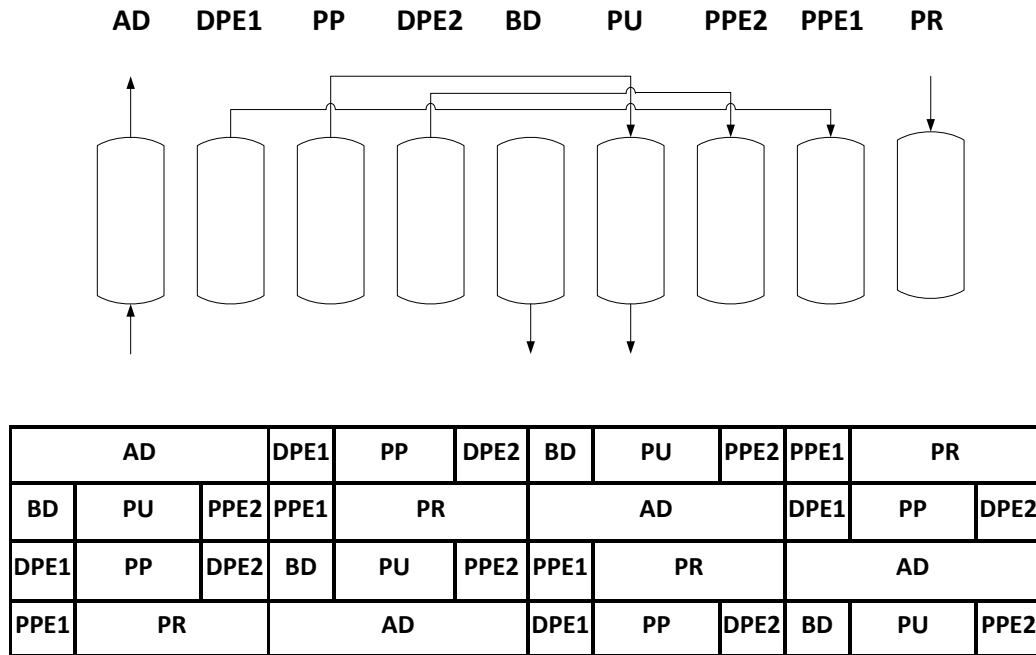 AD DPE1 PP DPE2 BD PU PPE2 PPE1 PR
AD DPE1 PP DPE2 BD PU PPE2 PPE1 PR
BD PU PPE2 PPE1 PR AD DPE1 PP DPE2
DPE1 PP DPE2 BD PU PPE2 PPE1 PR AD
PPE1 PR AD DPE1 PP DPE2 BD PU PPE2